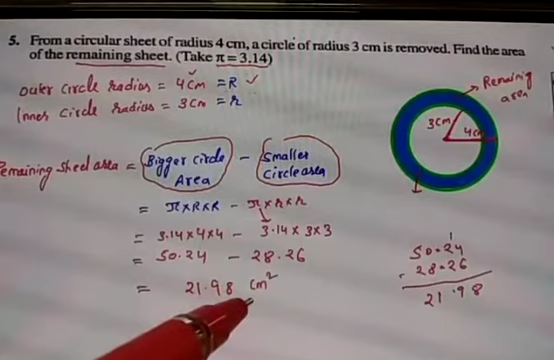 5. From a circular sheet of radius 4 cm, a circle of radius 3 cm is removed. Find the area
of the remaining sheet. (Take π = 3.14)
outer circle radius = 4cm = R ✓
Inner Circle radius = 3cm = r
Remaining area
3cm
4cm
Remaining sheet area = Bigger circle Area - Smaller circle area
= π×R×R - π×r×r
= 3.14×4×4 - 3.14×3×3
= 50.24 - 28.26
= 21.98 cm²
50.24
- 28.26
21.98